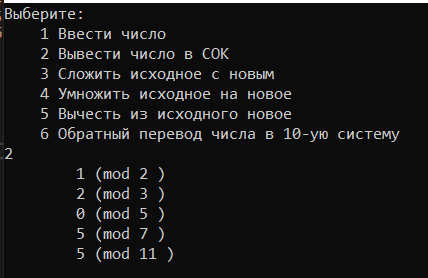 Выберите:
1 Ввести число
2 Вывести число в СОК
3 Сложить исходное с новым
4 Умножить исходное на новое
5 Вычесть из исходного новое
6 Обратный перевод числа в 10-ую систему
2
1 (mod 2 )
2 (mod 3 )
0 (mod 5 )
5 (mod 7 )
5 (mod 11 )